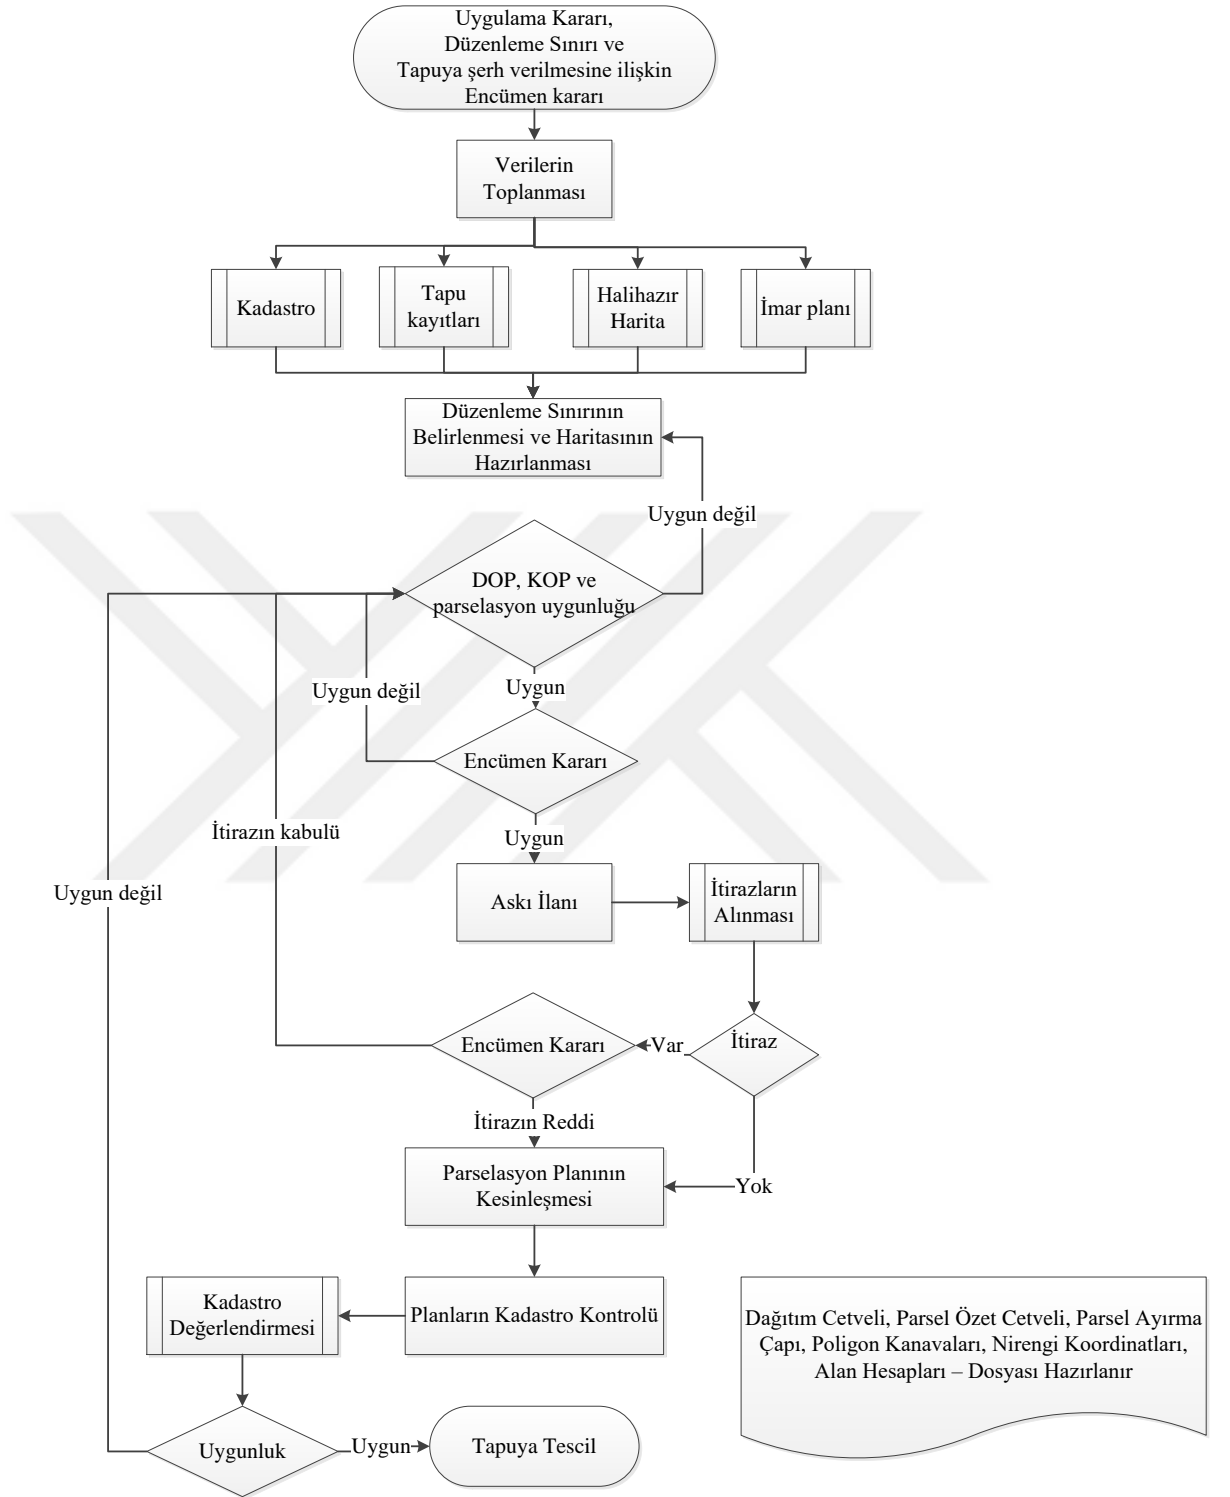 Uygulama Kararı,
Düzenleme Sınırı ve
Tapuya şerh verilmesine ilişkin
Encümen kararı
Verilerin
Toplanması
Kadastro
Tapu
kayıtları
Halihazır
Harita
İmar planı
Düzenleme Sınırının
Belirlenmesi ve Haritasının
Hazırlanması
Uygun değil
DOP, KOP ve
parselasyon uygunluğu
Uygun
Uygun değil
Encümen Kararı
Uygun
İtirazın kabulü
Uygun değil
Askı İlanı
İtirazların
Alınması
İtiraz
Var
Encümen Kararı
İtirazın Reddi
Yok
Parselasyon Planının
Kesinleşmesi
Planların Kadastro Kontrolü
Kadastro
Değerlendirmesi
Uygunluk
Uygun
Tapuya Tescil
Dağıtım Cetveli, Parsel Özet Cetveli, Parsel Ayırma
Çapı, Poligon Kanavaları, Nirengi Koordinatları,
Alan Hesapları – Dosyası Hazırlanır